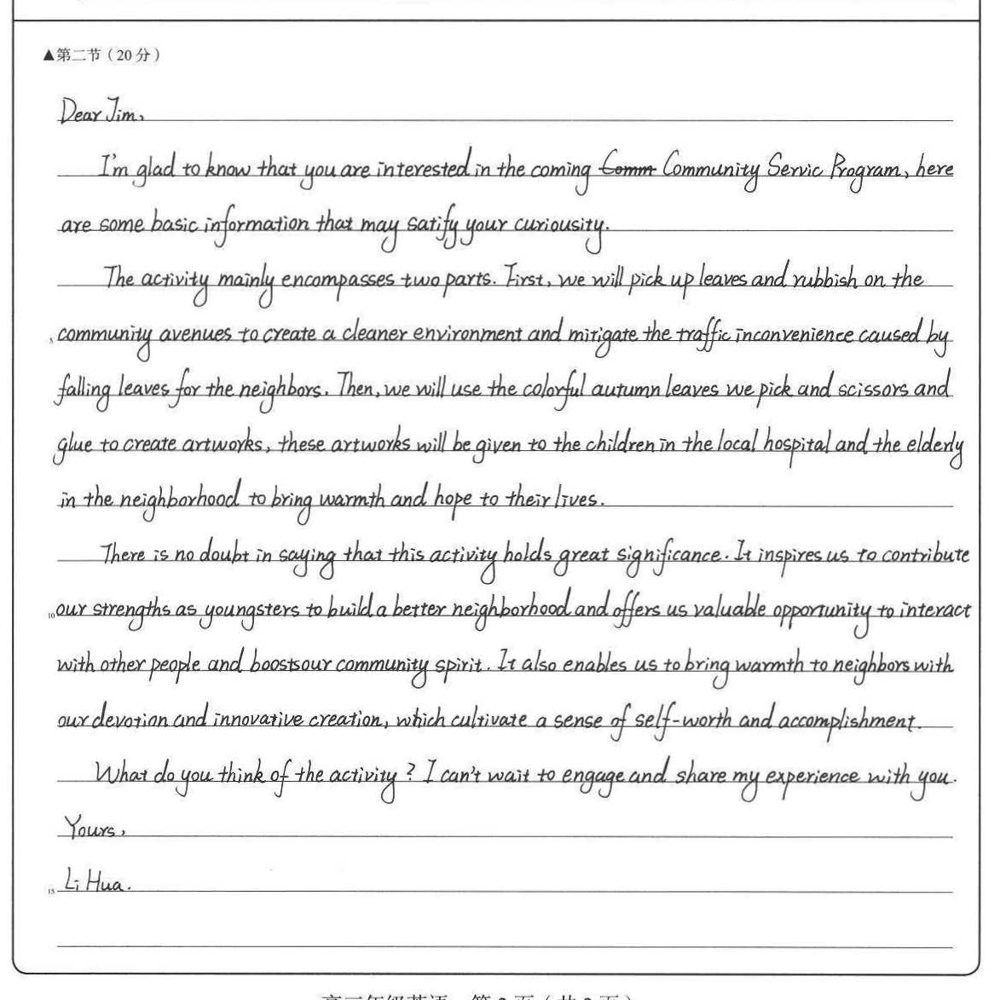 ▲第二节（20分）
Dear Jim,
I'm glad to know that you are interested in the coming Comm Community Servic Program, here
are some basic information that may satify your curiousity.
The activity mainly encompasses two parts. First, we will pick up leaves and rubbish on the
5 community avenues to create a cleaner environment and mitigate the traffic inconvenience caused by
falling leaves for the neighbors. Then, we will use the colorful autumn leaves we pick and scissors and
glue to create artworks, these artworks will be given to the children in the local hospital and the elderly
in the neighborhood to bring warmth and hope to their lives.
There is no doubt in saying that this activity holds great significance. It inspires us to contribute
10 our strengths as youngsters to build a better neighborhood and offers us valuable opportunity to interact
with other people and boosts our community spirit. It also enables us to bring warmth to neighbors with
our devotion and innovative creation, which cultivate a sense of self-worth and accomplishment.
What do you think of the activity? I can't wait to engage and share my experience with you.
Yours,
15 Li Hua.